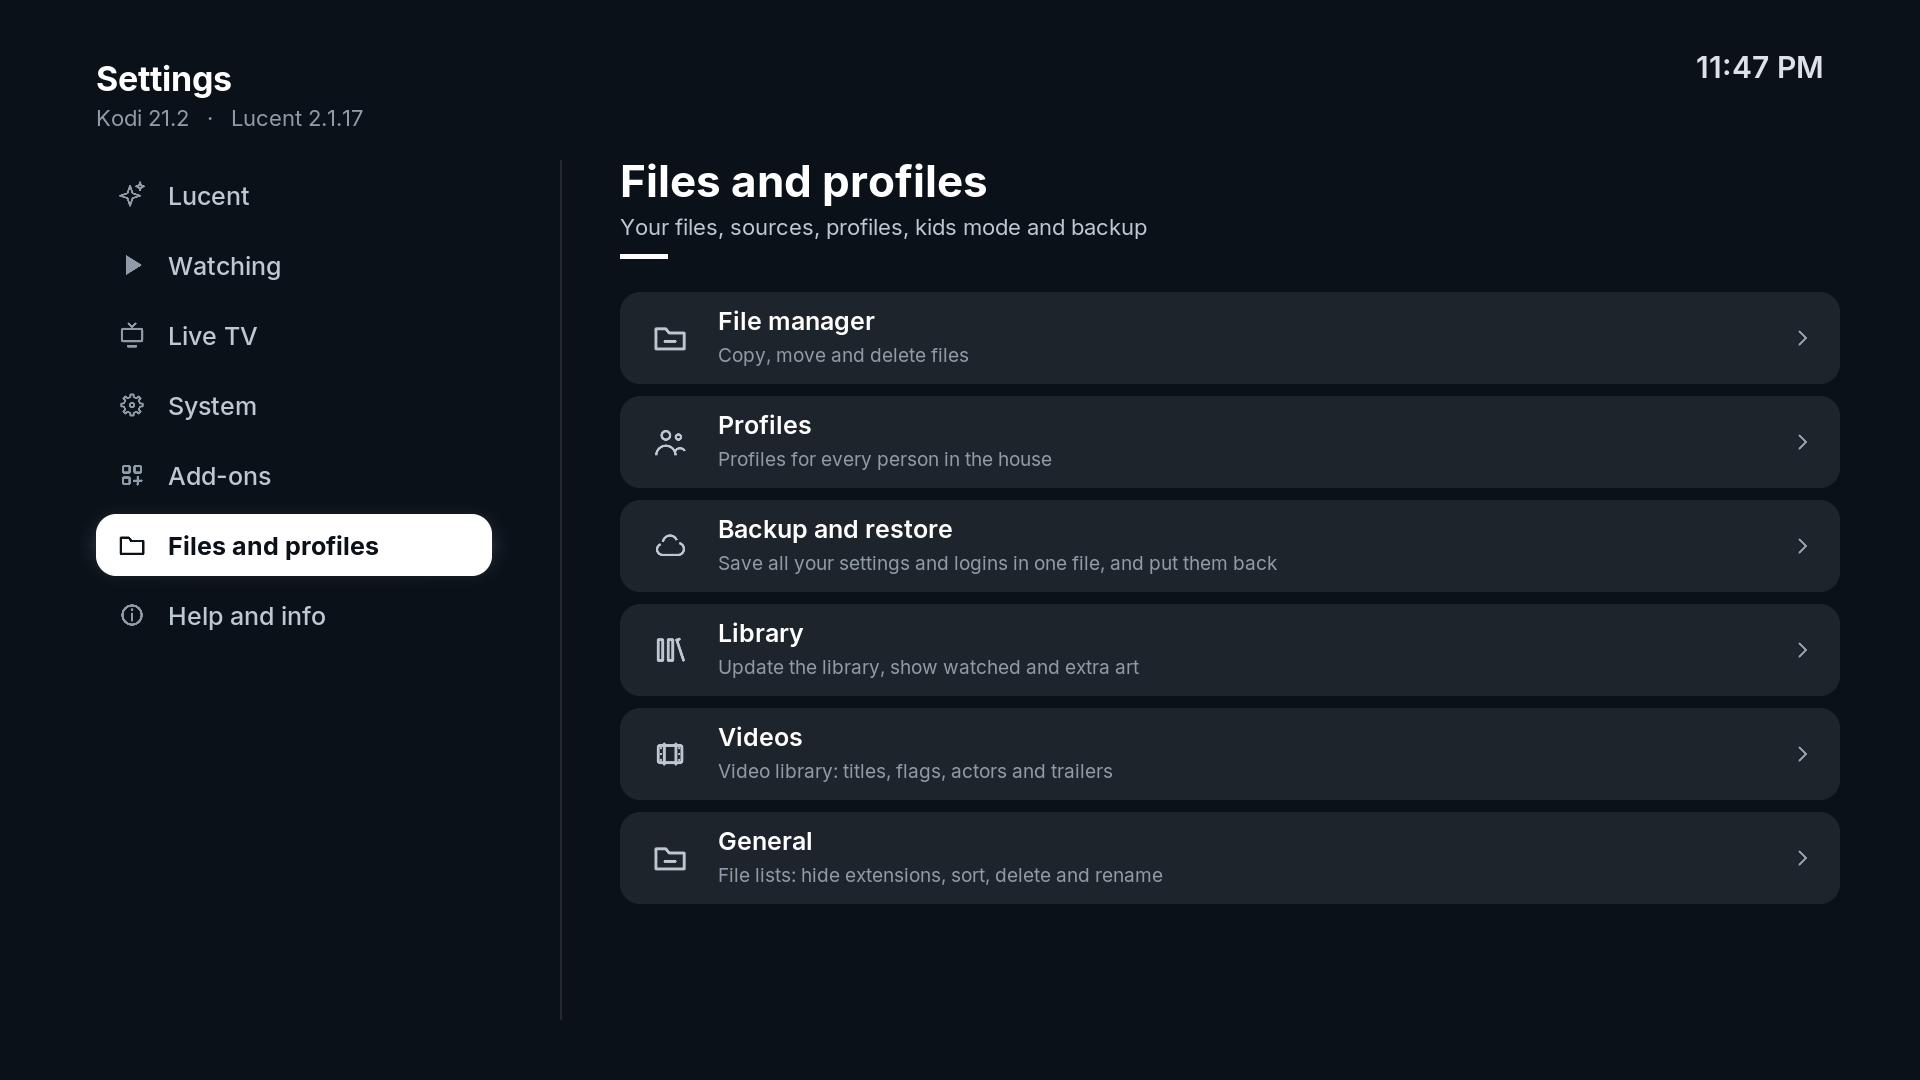 Settings
Kodi 21.2 · Lucent 2.1.17
11:47 PM
Lucent
Watching
Live TV
System
Add-ons
Files and profiles
Help and info
Files and profiles
Your files, sources, profiles, kids mode and backup
File manager
Copy, move and delete files
Profiles
Profiles for every person in the house
Backup and restore
Save all your settings and logins in one file, and put them back
Library
Update the library, show watched and extra art
Videos
Video library: titles, flags, actors and trailers
General
File lists: hide extensions, sort, delete and rename